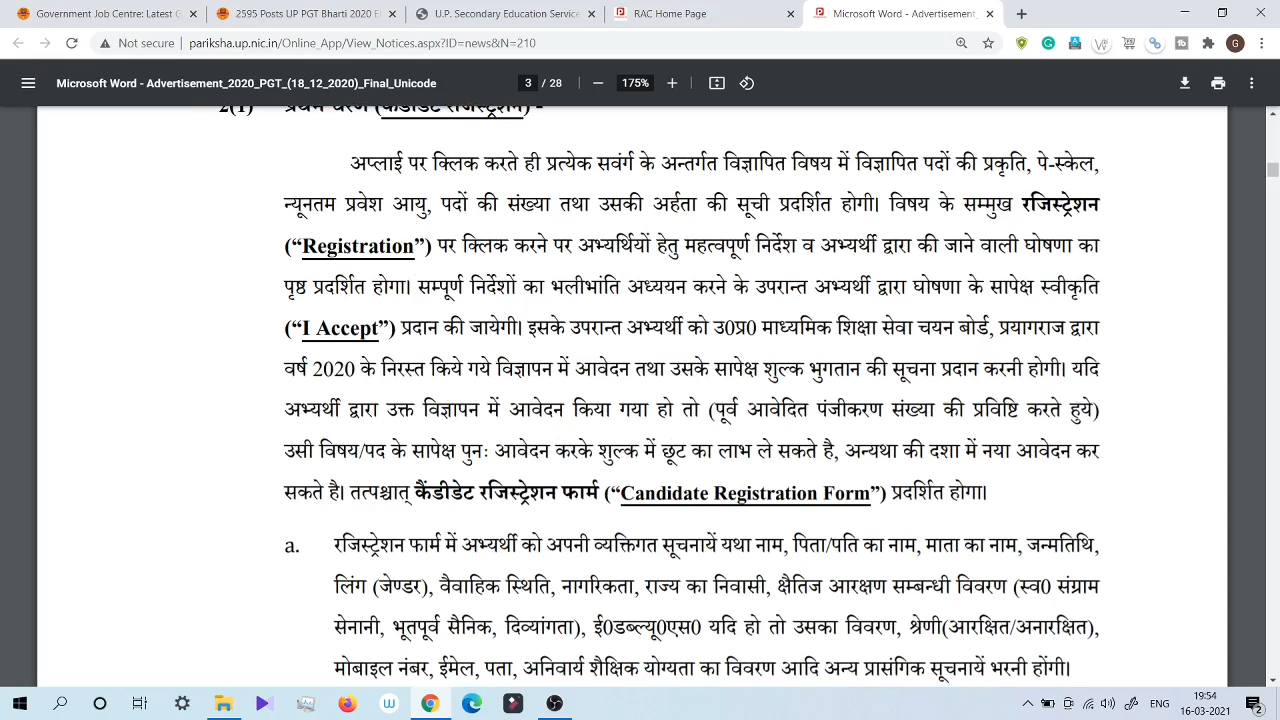 Government Job Centre: Latest G
2595 Posts UP PGT Bharti 2020 E
U.P. Secondary Education Service
RAC Home Page
Microsoft Word - Advertisement_
Not secure
pariksha.up.nic.in/Online_App/View_Notices.aspx?ID=news&N=210
G
Microsoft Word - Advertisement_2020_PGT_(18_12_2020)_Final_Unicode
3 / 28
175%
2(1) प्रथम चरण (कैंडीडेट रजिस्ट्रेशन) -
अप्लाई पर क्लिक करते ही प्रत्येक सवंर्ग के अन्तर्गत विज्ञापित विषय में विज्ञापित पदों की प्रकृति, पे-स्केल,
न्यूनतम प्रवेश आयु, पदों की संख्या तथा उसकी अर्हता की सूची प्रदर्शित होगी। विषय के सम्मुख रजिस्ट्रेशन
(“Registration”) पर क्लिक करने पर अभ्यर्थियों हेतु महत्वपूर्ण निर्देश व अभ्यर्थी द्वारा की जाने वाली घोषणा का
पृष्ठ प्रदर्शित होगा। सम्पूर्ण निर्देशों का भलीभांति अध्ययन करने के उपरान्त अभ्यर्थी द्वारा घोषणा के सापेक्ष स्वीकृति
(“I Accept”) प्रदान की जायेगी। इसके उपरान्त अभ्यर्थी को उ0प्र0 माध्यमिक शिक्षा सेवा चयन बोर्ड, प्रयागराज द्वारा
वर्ष 2020 के निरस्त किये गये विज्ञापन में आवेदन तथा उसके सापेक्ष शुल्क भुगतान की सूचना प्रदान करनी होगी। यदि
अभ्यर्थी द्वारा उक्त विज्ञापन में आवेदन किया गया हो तो (पूर्व आवेदित पंजीकरण संख्या की प्रविष्टि करते हुये)
उसी विषय/पद के सापेक्ष पुनः आवेदन करके शुल्क में छूट का लाभ ले सकते है, अन्यथा की दशा में नया आवेदन कर
सकते है। तत्पश्चात् कैंडीडेट रजिस्ट्रेशन फार्म (“Candidate Registration Form”) प्रदर्शित होगा।
a. रजिस्ट्रेशन फार्म में अभ्यर्थी को अपनी व्यक्तिगत सूचनायें यथा नाम, पिता/पति का नाम, माता का नाम, जन्मतिथि,
लिंग (जेण्डर), वैवाहिक स्थिति, नागरिकता, राज्य का निवासी, क्षैतिज आरक्षण सम्बन्धी विवरण (स्व0 संग्राम
सेनानी, भूतपूर्व सैनिक, दिव्यांगता), ई0डब्ल्यू0एस0 यदि हो तो उसका विवरण, श्रेणी(आरक्षित/अनारक्षित),
मोबाइल नंबर, ईमेल, पता, अनिवार्य शैक्षिक योग्यता का विवरण आदि अन्य प्रासंगिक सूचनायें भरनी होंगी।
ENG
19:54
16-03-2021
2